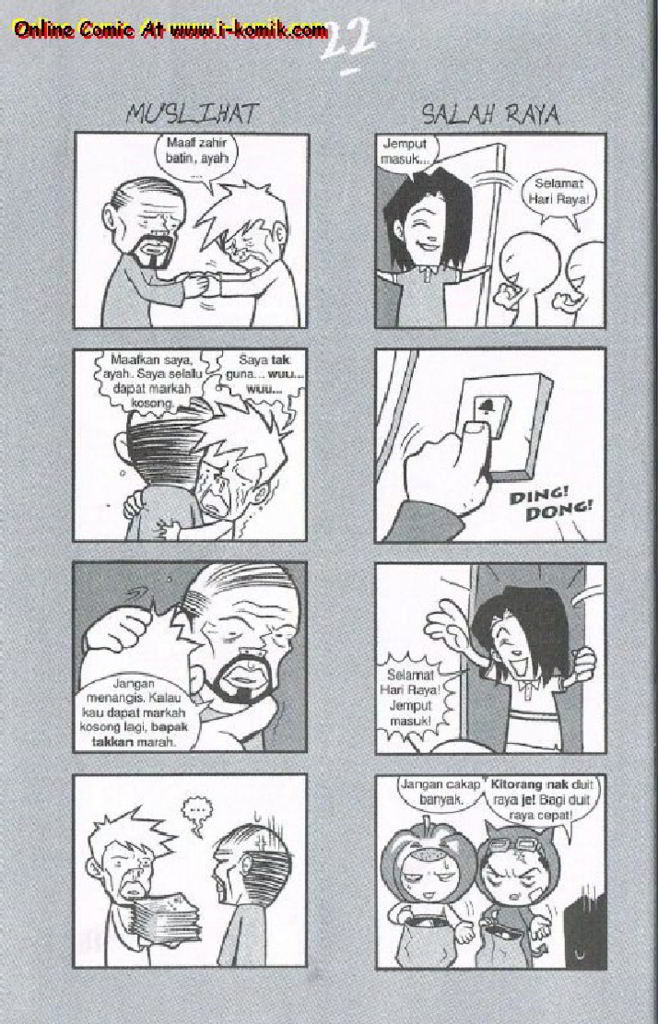 Online Comic At www.i-komik.com
22
MUSLIHAT
Maaf zahir
batin, ayah
...
Maafkan saya,
ayah. Saya selalu
dapat markah
kosong.
Saya tak
guna... wuu...
wuu...
Jangan
menangis. Kalau
kau dapat markah
kosong lagi, bapak
takkan marah.
...
SALAH RAYA
Jemput
masuk...
Selamat
Hari Raya!
DING!
DONG!
Selamat
Hari Raya!
Jemput
masuk!
Jangan cakap
banyak.
Kitorang nak duit
raya je! Bagi duit
raya cepat!